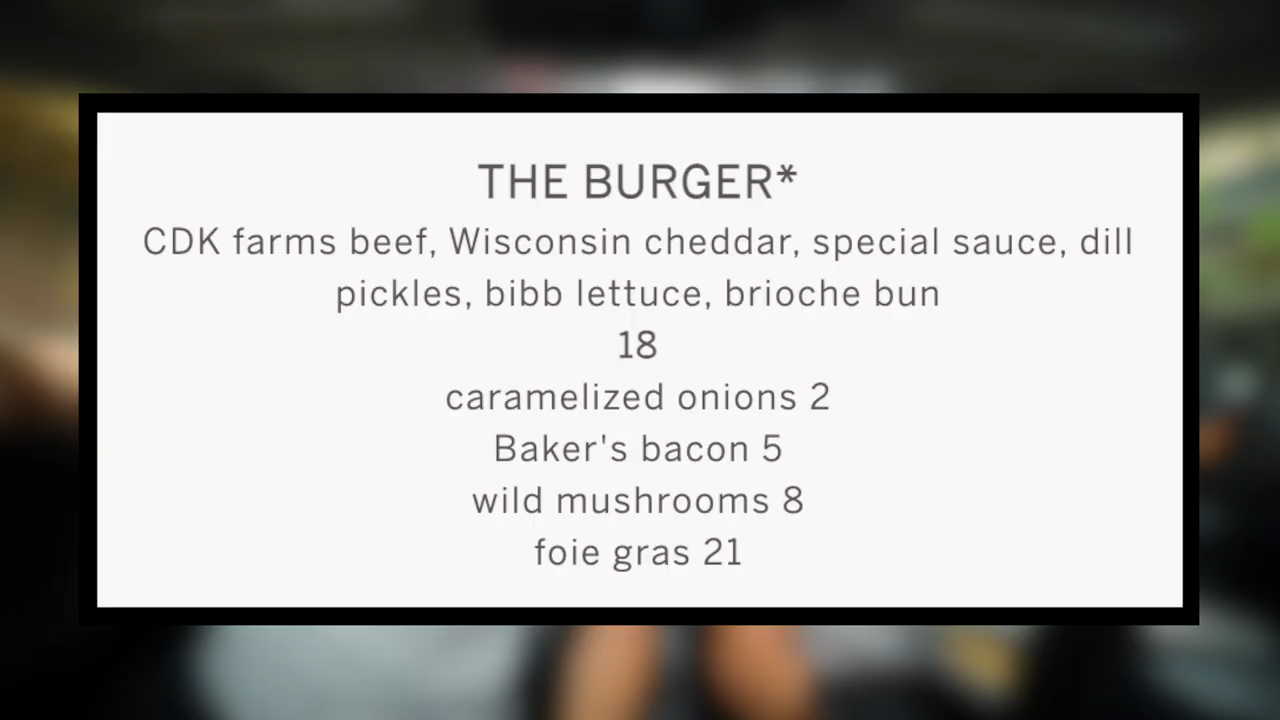 THE BURGER*
CDK farms beef, Wisconsin cheddar, special sauce, dill
pickles, bibb lettuce, brioche bun
18
caramelized onions 2
Baker's bacon 5
wild mushrooms 8
foie gras 21